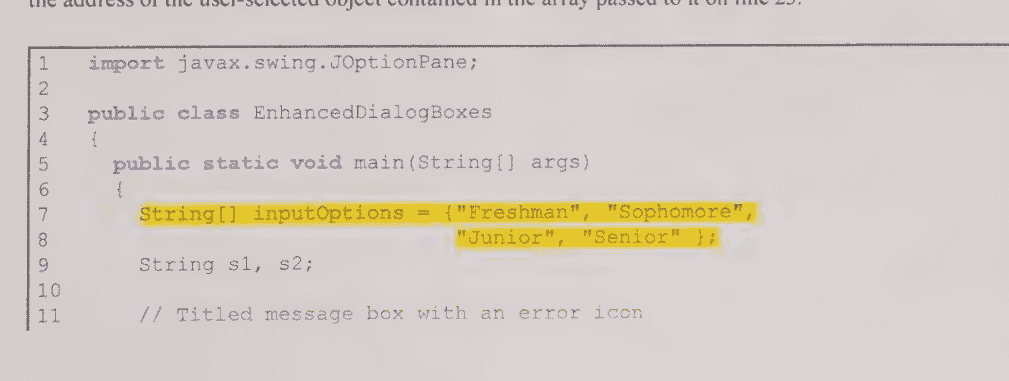 the address of the user-selected object contained in the array passed to it on line 25.
1 import javax.swing.JOptionPane;
2
3 public class EnhancedDialogBoxes
4 {
5 public static void main(String[] args)
6 {
7 String[] inputOptions = {"Freshman", "Sophomore",
8 "Junior", "Senior" };
9 String s1, s2;
10
11 // Titled message box with an error icon